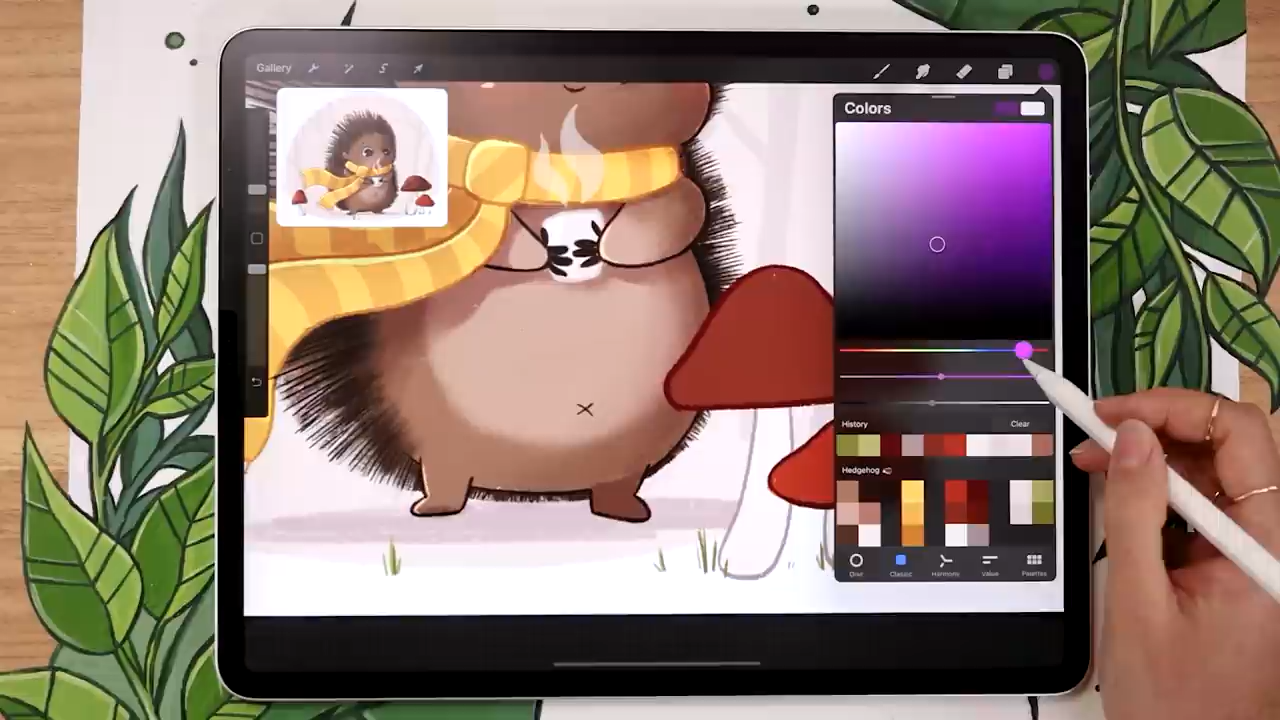 Gallery
Colors
History
Clear
Hedgehog
Disc
Classic
Harmony
Value
Palettes